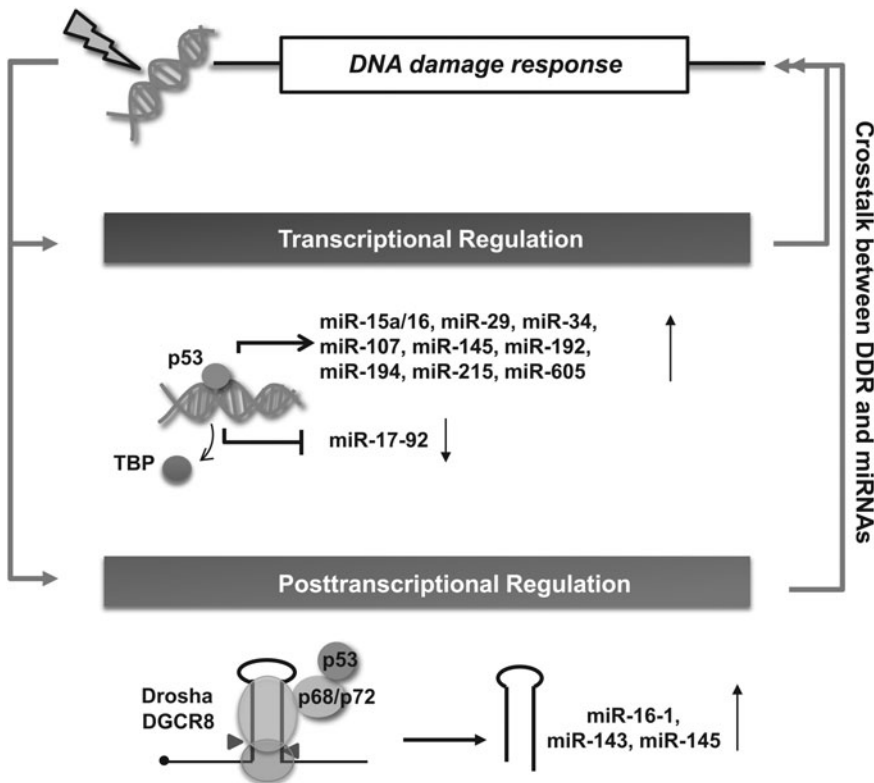 DNA damage response
Transcriptional Regulation
miR-15a/16, miR-29, miR-34,
miR-107, miR-145, miR-192,
miR-194, miR-215, miR-605
p53
miR-17-92
TBP
Posttranscriptional Regulation
p53
p68/p72
Drosha
DGCR8
miR-16-1,
miR-143, miR-145
Crosstalk between DDR and miRNAs